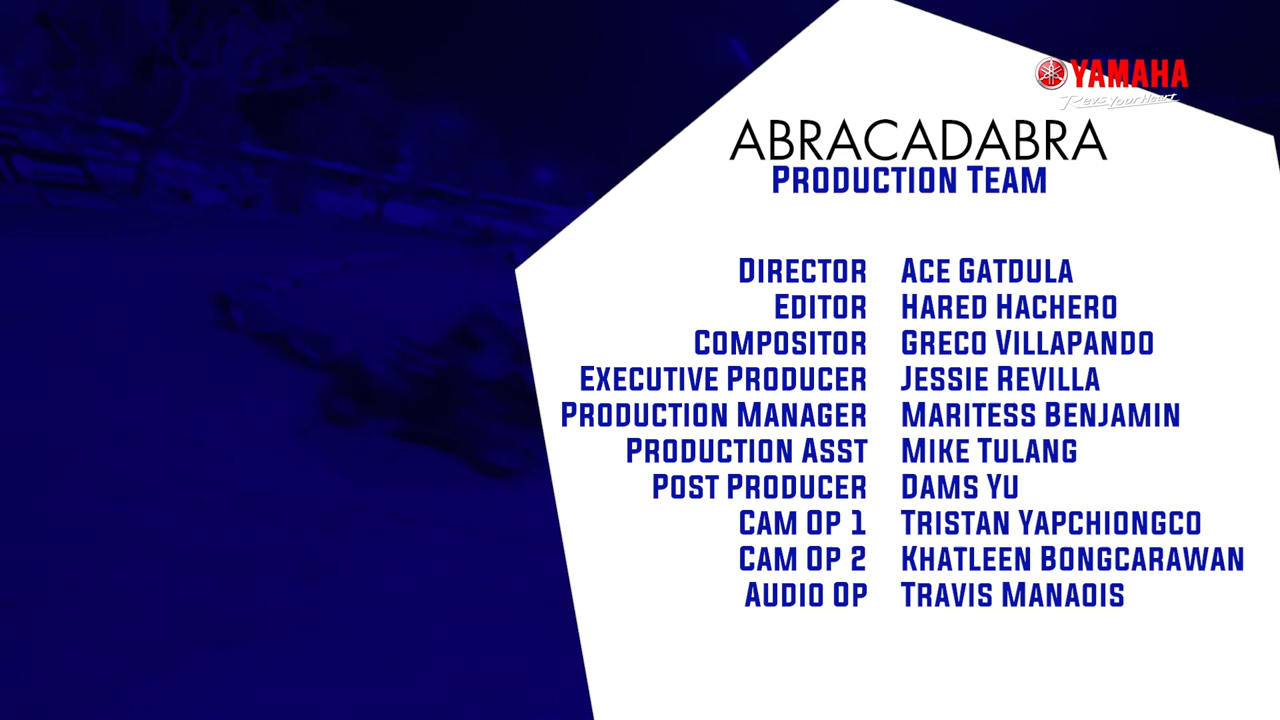 YAMAHA
Revs Your Heart
ABRACADABRA
PRODUCTION TEAM
DIRECTOR ACE GATDULA
EDITOR HARED HACHERO
COMPOSITOR GRECO VILLAPANDO
EXECUTIVE PRODUCER JESSIE REVILLA
PRODUCTION MANAGER MARITESS BENJAMIN
PRODUCTION ASST MIKE TULANG
POST PRODUCER DAMS YU
CAM OP 1 TRISTAN YAPCHIONGCO
CAM OP 2 KHATLEEN BONGCARAWAN
AUDIO OP TRAVIS MANAOIS